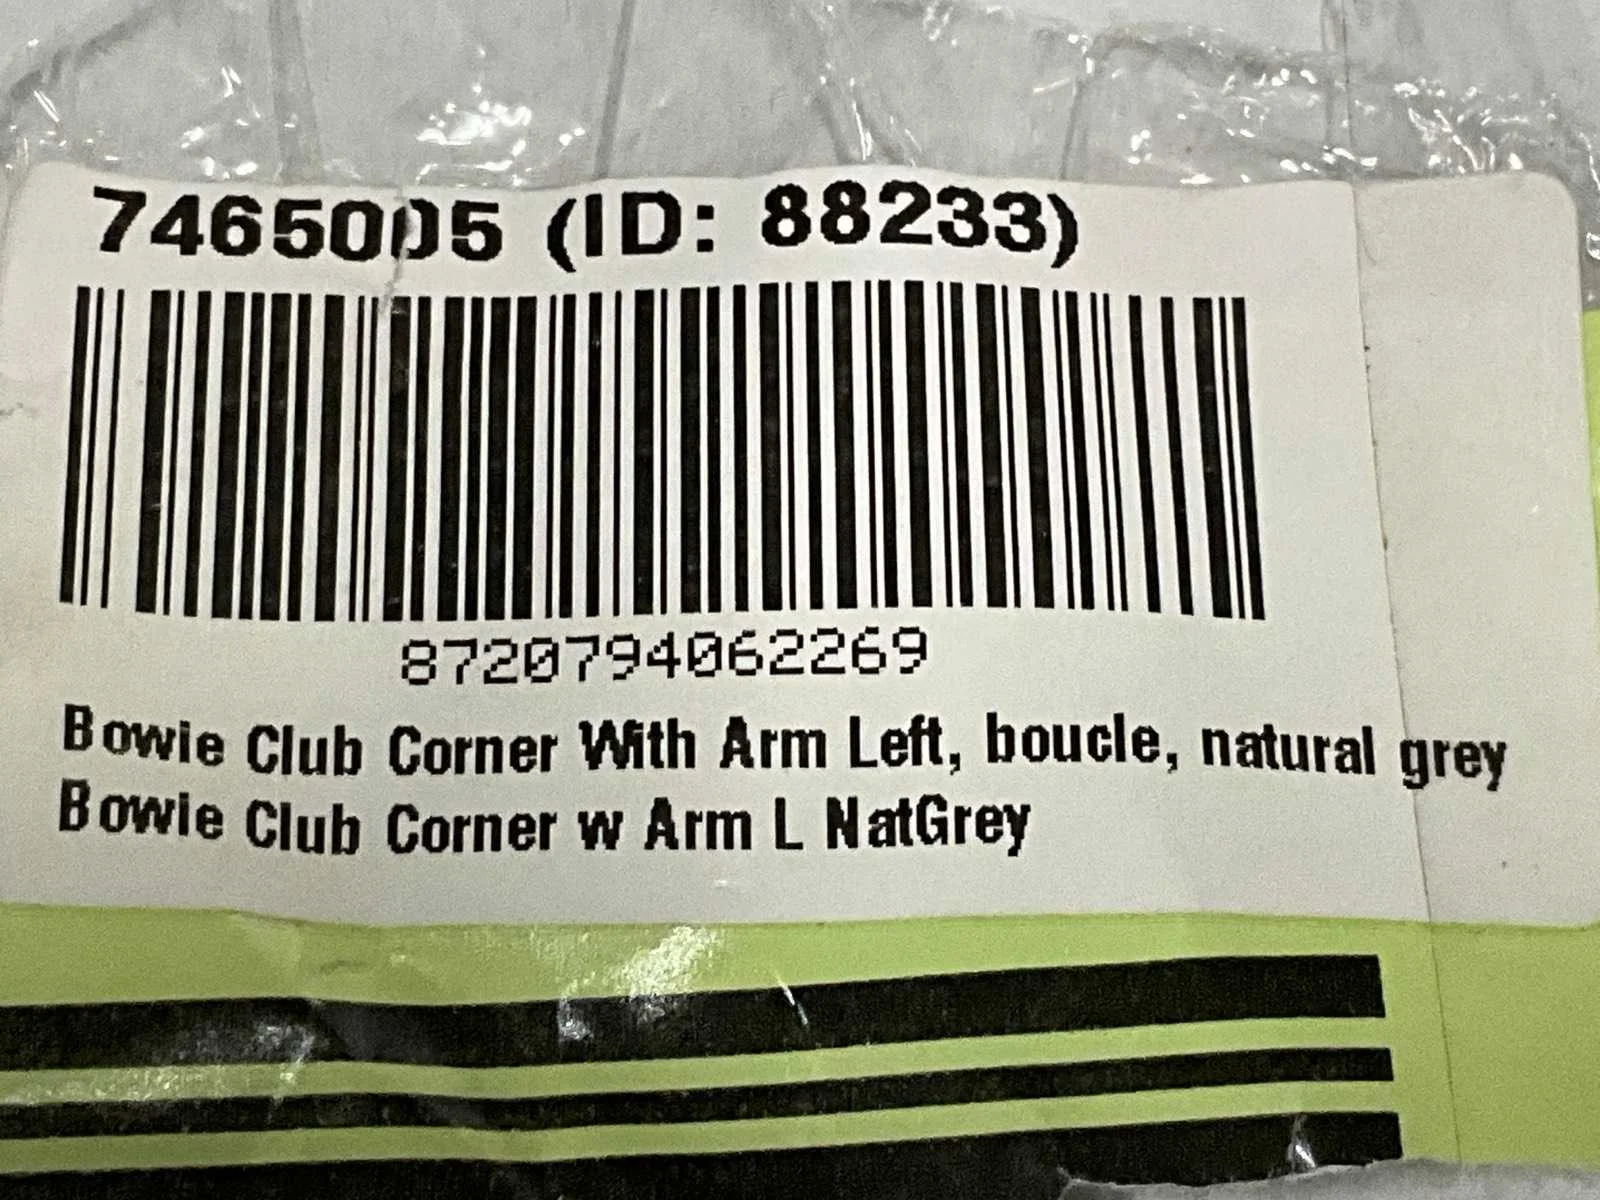 7465005 (ID: 88233)
8720794062269
Bowie Club Corner With Arm Left, boucle, natural grey
Bowie Club Corner w Arm L NatGrey